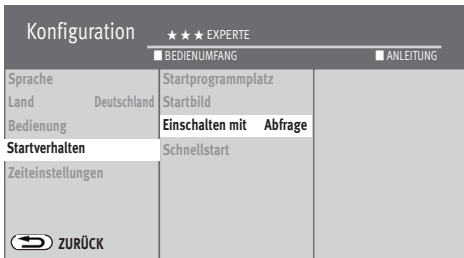 Konfiguration
★★★ EXPERTE
BEDIENUMFANG ANLEITUNG
Sprache Startprogrammplatz
Land Deutschland Startbild
Bedienung Einschalten mit Abfrage
Startverhalten Schnellstart
Zeiteinstellungen
ZURÜCK